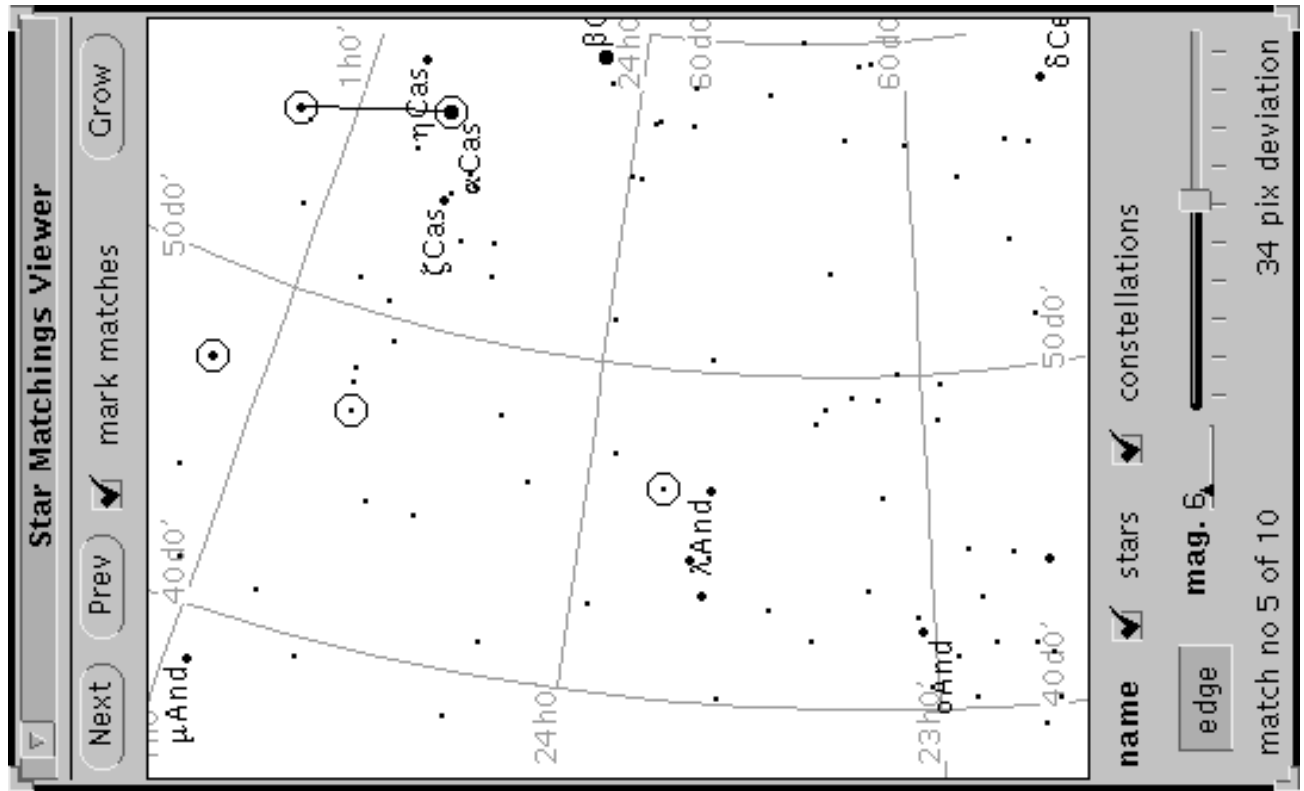 Star Matchings Viewer
Next Prev mark matches Grow
40d0' 50d0'
μAnd
1h0'
ηCas
ζCas
αCas
24h0
βC
24h0
λAnd 60d0
60d0'
23h0'
οAnd
40d0' 50d0' δCe
name stars constellations
mag. 6
edge
match no 5 of 10 34 pix deviation